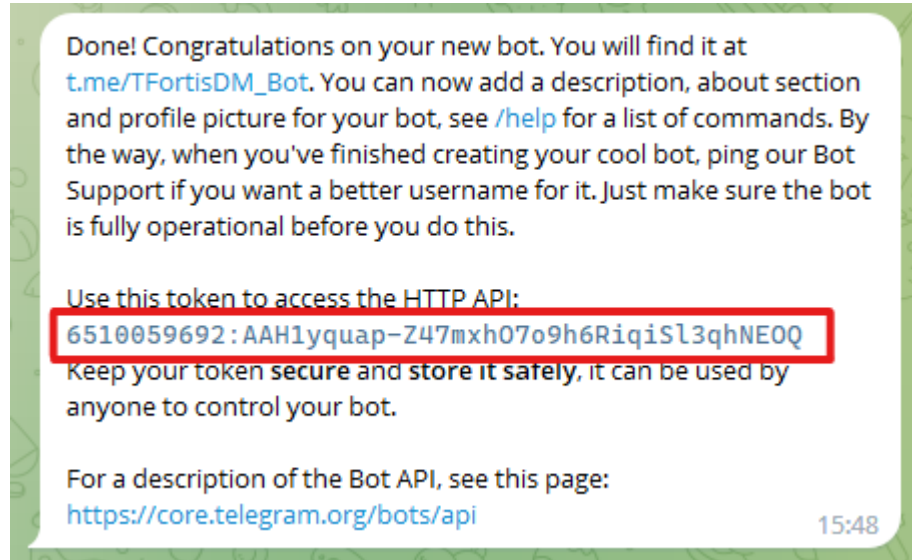 Done! Congratulations on your new bot. You will find it at
t.me/TFortisDM_Bot. You can now add a description, about section
and profile picture for your bot, see /help for a list of commands. By
the way, when you've finished creating your cool bot, ping our Bot
Support if you want a better username for it. Just make sure the bot
is fully operational before you do this.
Use this token to access the HTTP API:
6510059692:AAH1yquap-Z47mxhO7o9h6RiqiSl3qhNEOQ
Keep your token secure and store it safely, it can be used by
anyone to control your bot.
For a description of the Bot API, see this page:
https://core.telegram.org/bots/api
15:48